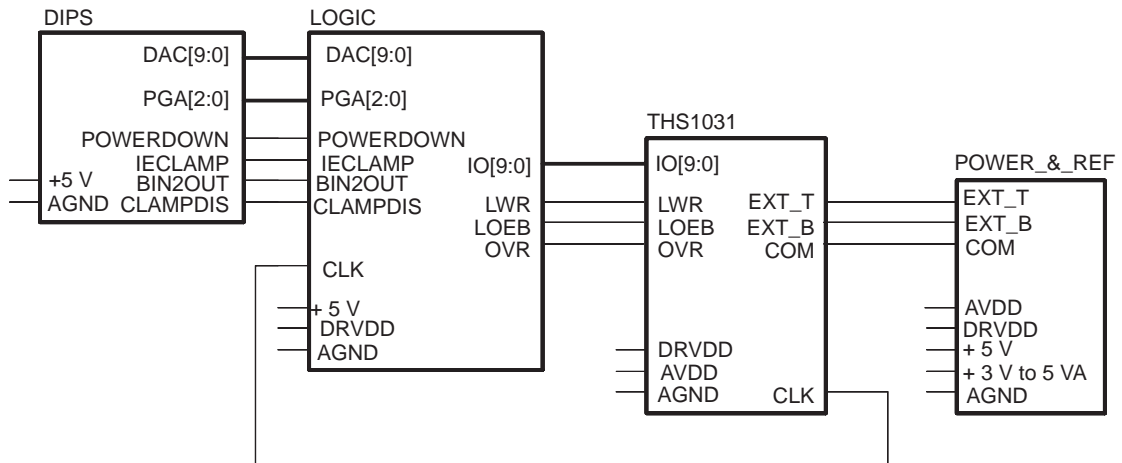 DIPS
DAC[9:0]
PGA[2:0]
POWERDOWN
IECLAMP
BIN2OUT
CLAMPDIS
+5 V
AGND
LOGIC
DAC[9:0]
PGA[2:0]
POWERDOWN
IECLAMP
BIN2OUT
CLAMPDIS
CLK
+ 5 V
DRVDD
AGND
IO[9:0]
LWR
LOEB
OVR
THS1031
IO[9:0]
LWR
LOEB
OVR
DRVDD
AVDD
AGND
EXT_T
EXT_B
COM
CLK
POWER_&_REF
EXT_T
EXT_B
COM
AVDD
DRVDD
+ 5 V
+ 3 V to 5 VA
AGND